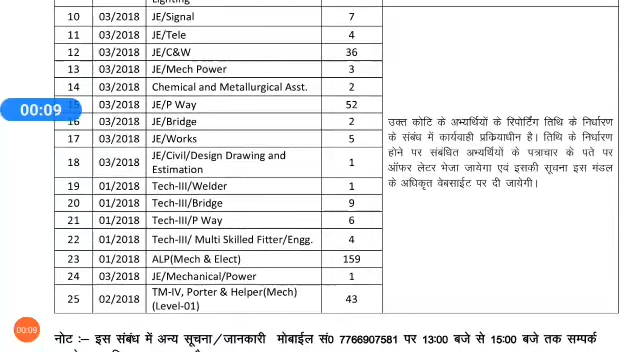 10 03/2018 JE/Signal 7
11 03/2018 JE/Tele 4
12 03/2018 JE/C&W 36
13 03/2018 JE/Mech Power 3
14 03/2018 Chemical and Metallurgical Asst. 2
15 03/2018 JE/P Way 52
16 03/2018 JE/Bridge 2
17 03/2018 JE/Works 5
18 03/2018 JE/Civil/Design Drawing and
Estimation 1
19 01/2018 Tech-III/Welder 1
20 01/2018 Tech-III/Bridge 9
21 01/2018 Tech-III/P Way 6
22 01/2018 Tech-III/ Multi Skilled Fitter/Engg. 4
23 01/2018 ALP(Mech & Elect) 159
24 03/2018 JE/Mechanical/Power 1
25 02/2018 TM-IV, Porter & Helper(Mech)
(Level-01) 43
उक्त कोटि के अभ्यर्थियों के रिपोर्टिंग तिथि के निर्धारण
के संबंध में कार्यवाही प्रकियाधीन है। तिथि के निर्धारण
होने पर संबंधित अभ्यर्थियों के पत्राचार के पते पर
ऑफर लेटर भेजा जायेगा एवं इसकी सूचना इस मंडल
के अधिकृत वेबसाईट पर दी जायेगी।
00:09
00:09
नोट :– इस संबंध में अन्य सूचना/जानकारी मोबाईल सं0 7766907581 पर 13:00 बजे से 15:00 बजे तक सम्पर्क